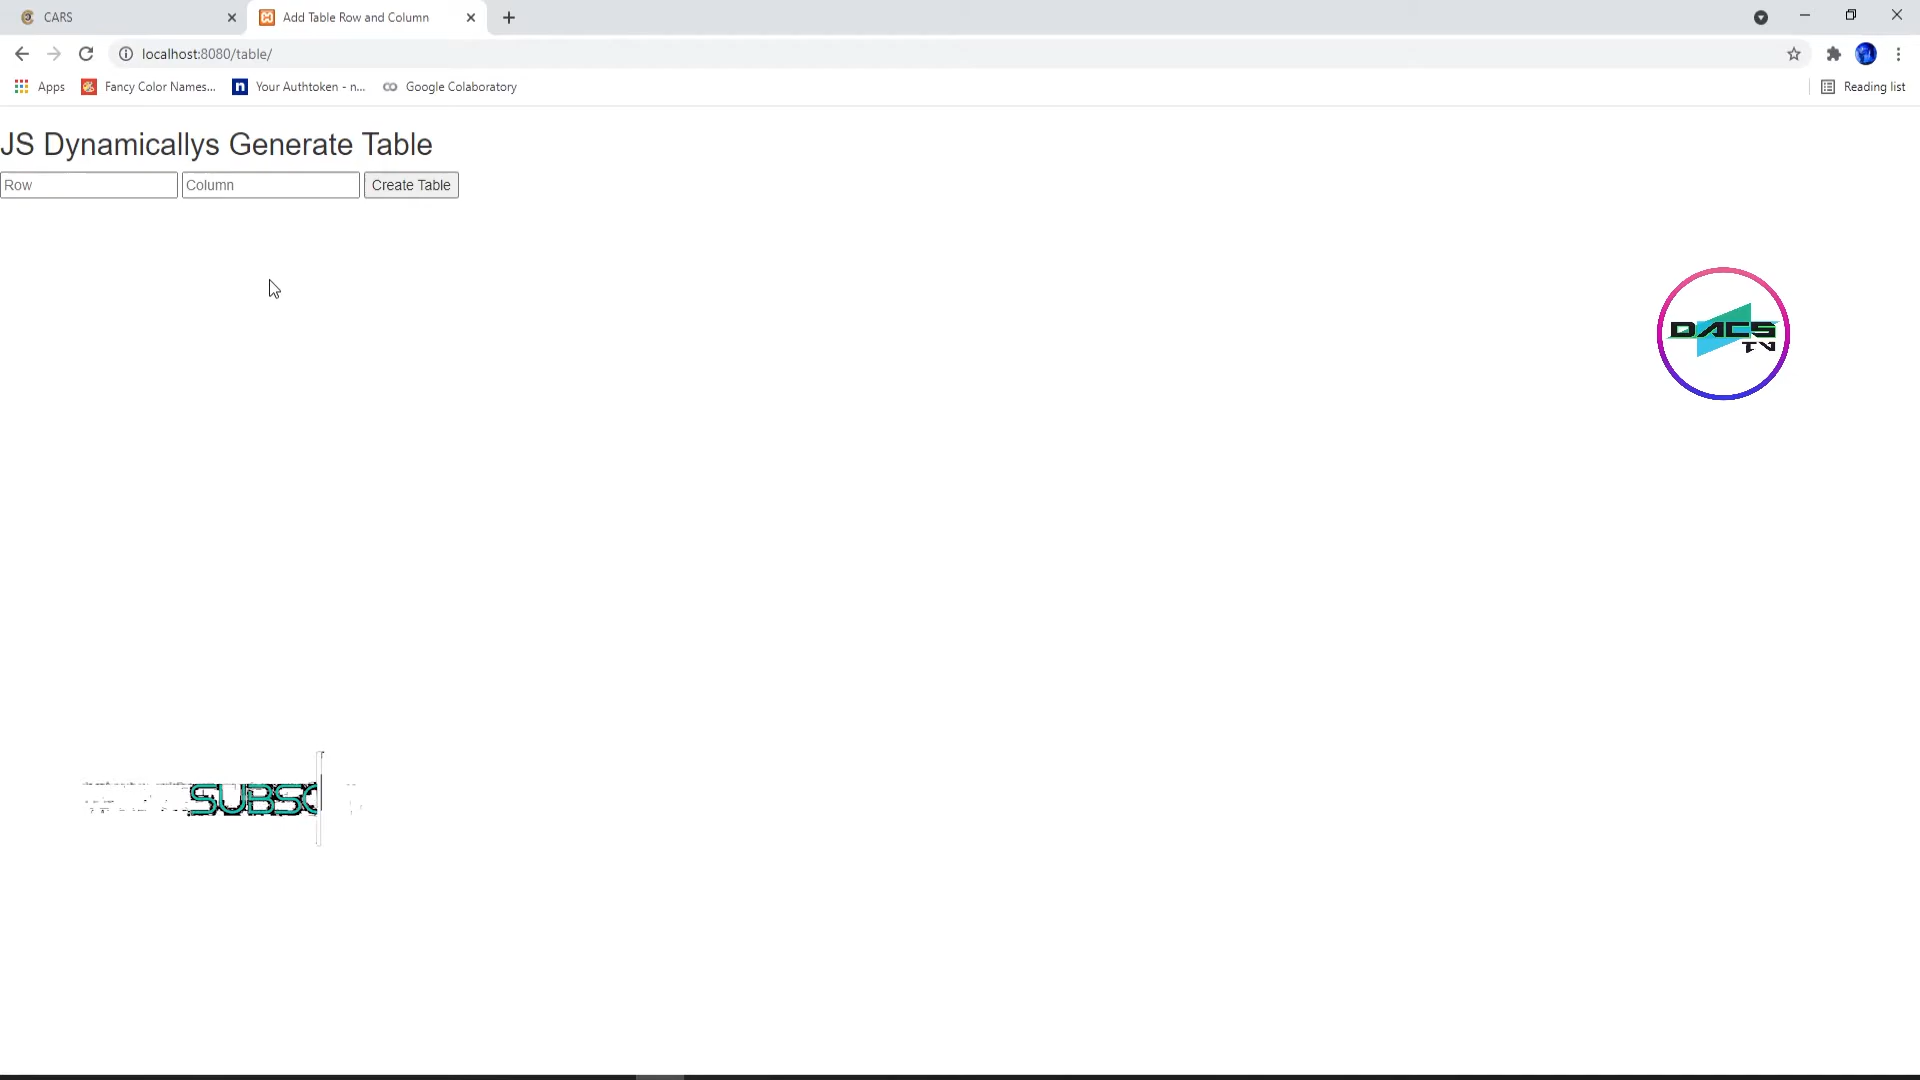 CARS
Add Table Row and Column
localhost:8080/table/
Apps
Fancy Color Names...
Your Authtoken - n...
Google Colaboratory
Reading list
JS Dynamicallys Generate Table
Row
Column
Create Table
DACS
TV
SUBSC